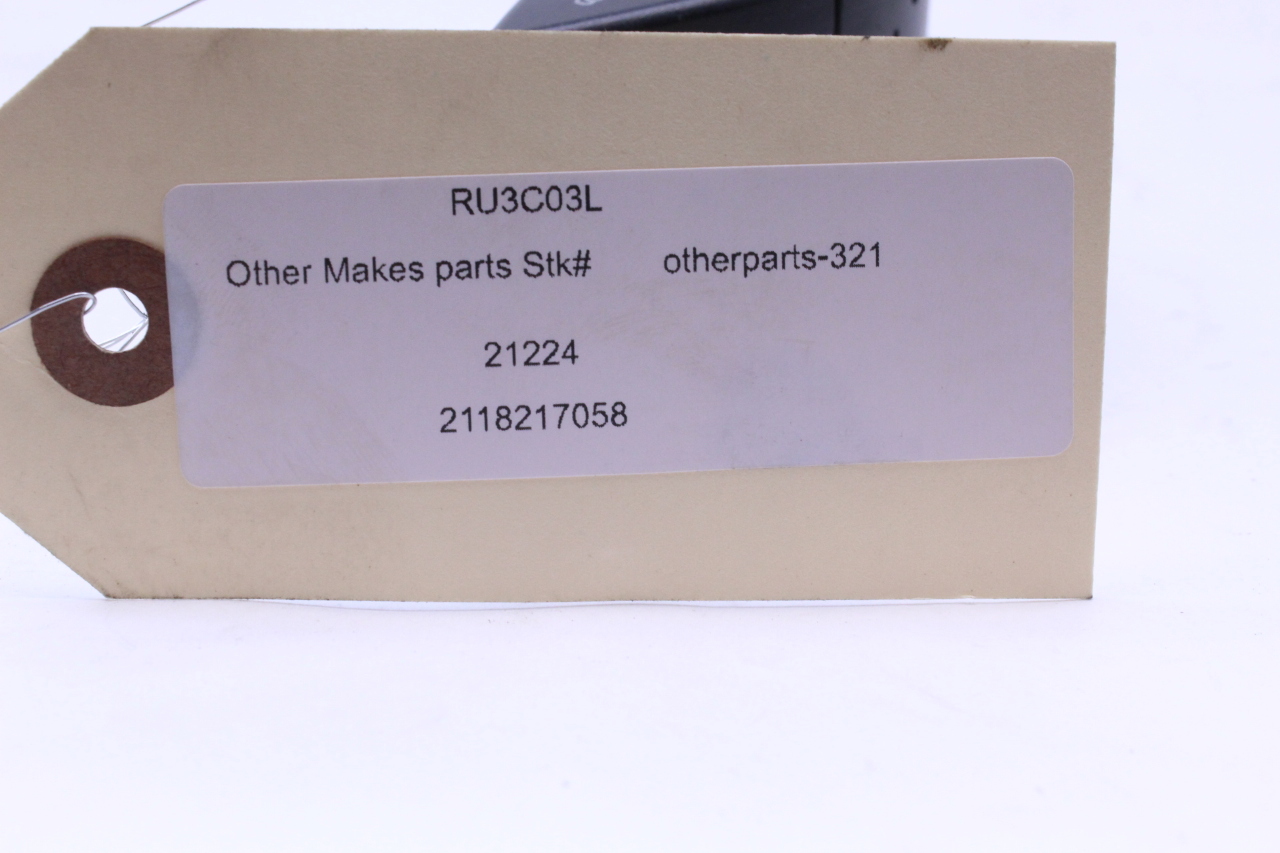 RU3C03L
Other Makes parts Stk# otherparts-321
21224
2118217058